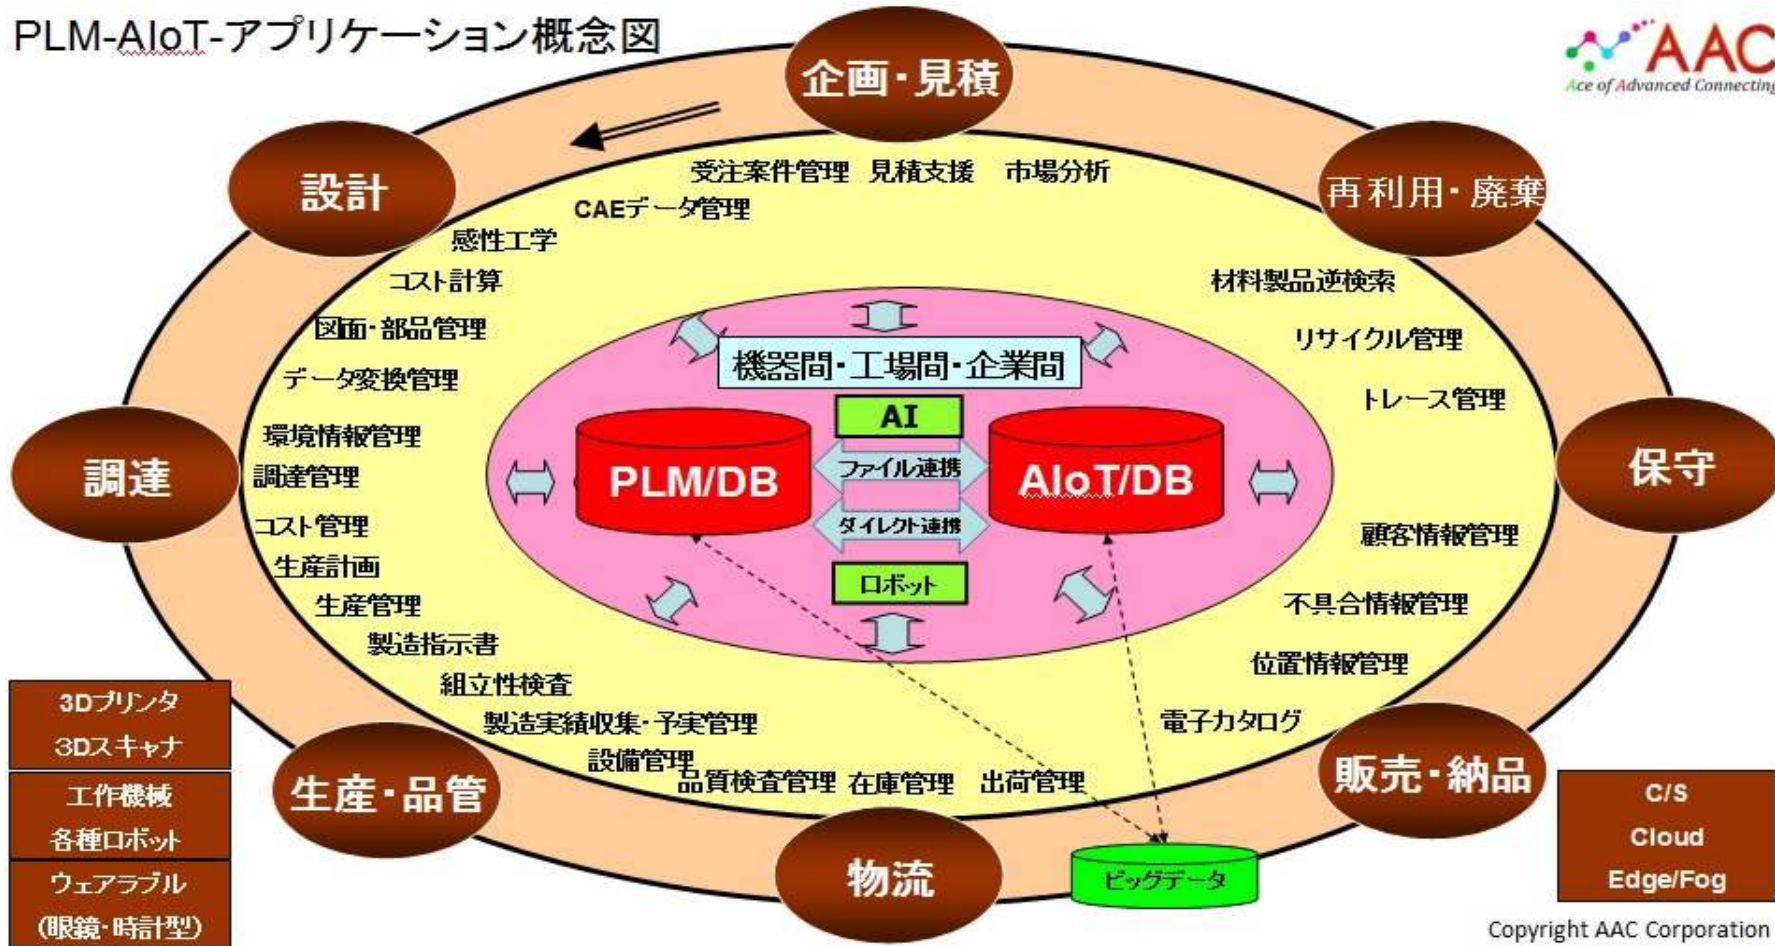 PLM-AIoT-アプリケーション概念図
AAC
Ace of Advanced Connecting
企画・見積
設計
再利用・廃棄
受注案件管理 見積支援 市場分析
CAEデータ管理
感性工学
コスト計算
図面・部品管理
データ変換管理
環境情報管理
調達管理
コスト管理
生産計画
生産管理
製造指示書
組立性検査
製造実績収集・予実管理
設備管理
品質検査管理 在庫管理 出荷管理
材料製品逆検索
リサイクル管理
トレース管理
顧客情報管理
不具合情報管理
位置情報管理
電子カタログ
機器間・工場間・企業間
AI
PLM/DB
ファイル連携
AIoT/DB
ダイレクト連携
ロボット
調達
保守
生産・品管
販売・納品
物流
ビッグデータ
3Dプリンタ
3Dスキャナ
工作機械
各種ロボット
ウェアラブル
(眼鏡・時計型)
C/S
Cloud
Edge/Fog
Copyright AAC Corporation